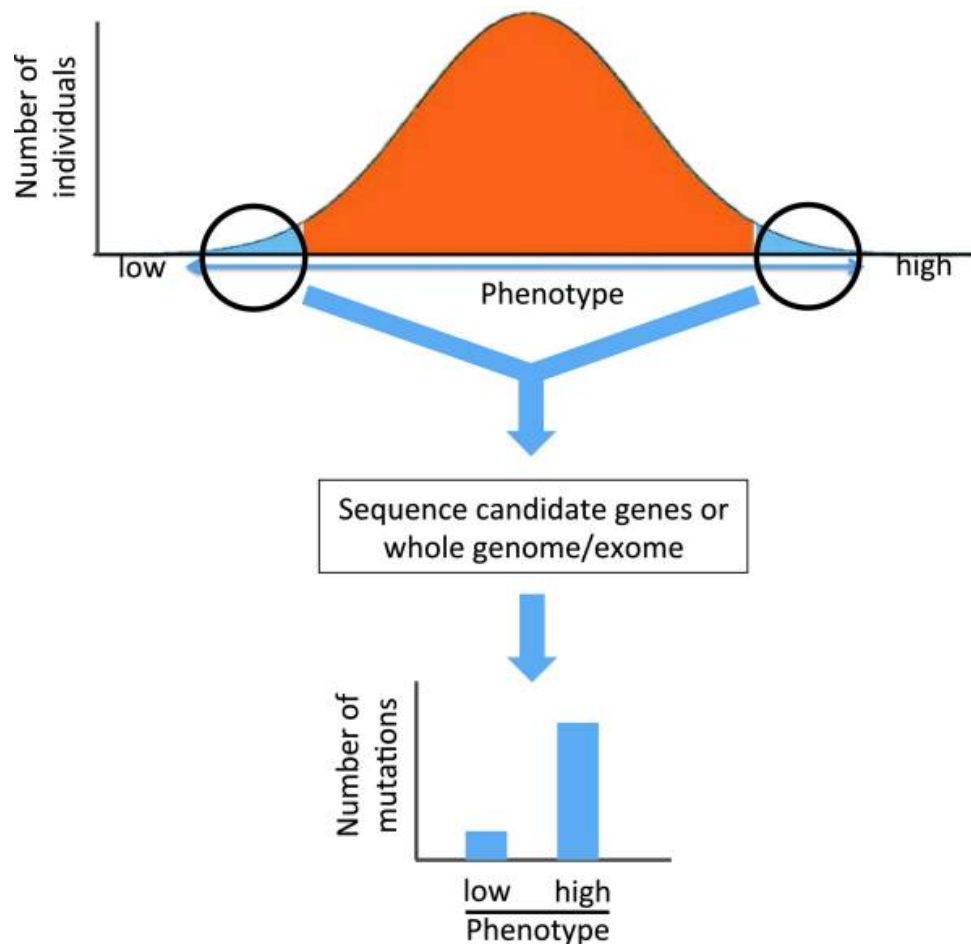 Number of
individuals
low
high
Phenotype
Sequence candidate genes or
whole genome/exome
Number of
mutations
low
high
Phenotype